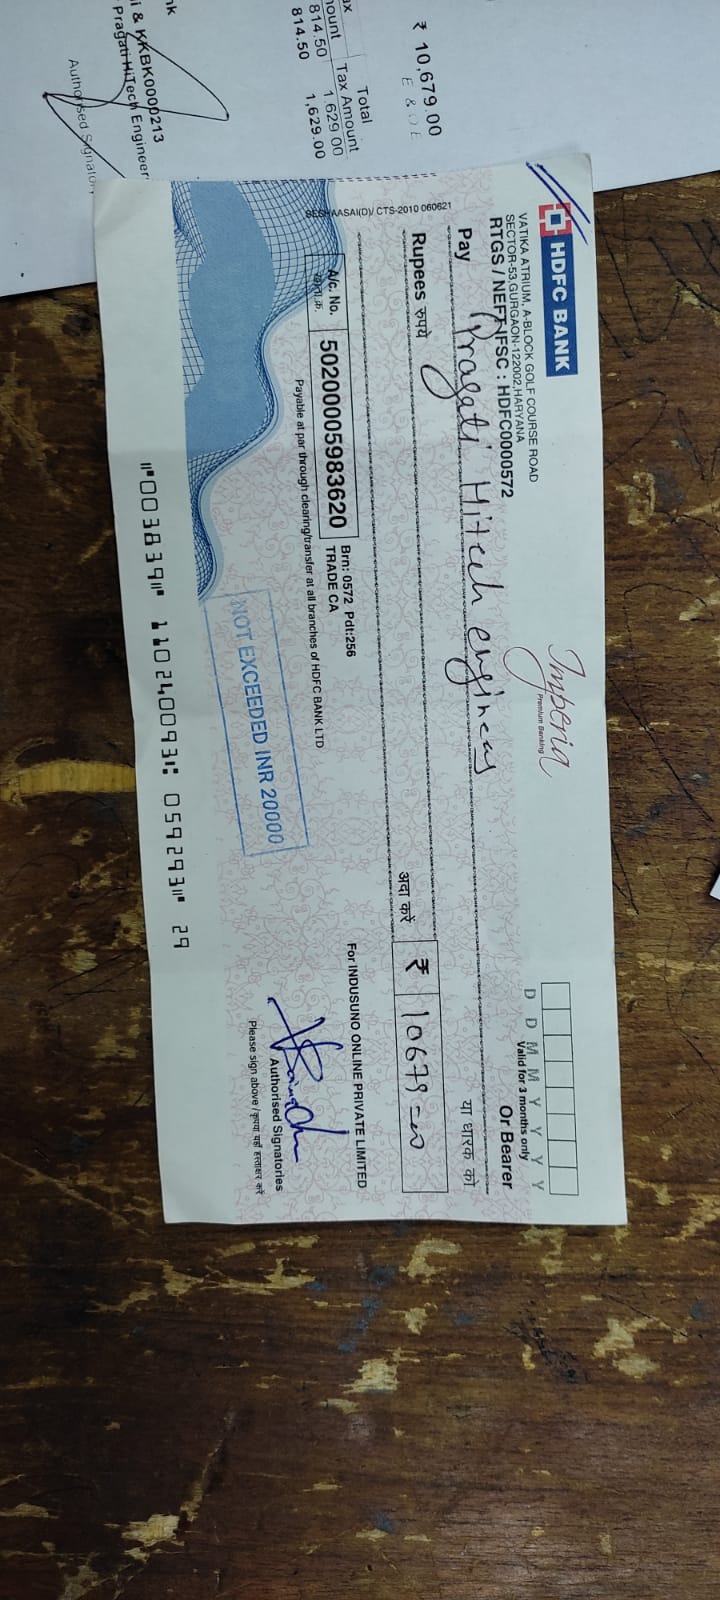 ₹ 10,679.00
E & O E
Total
Tax Amount
1,629.00
1,629.00
814.50
814.50
KKBK0000213
Pragati HiTech Engineer
Authorised Signatory
HDFC BANK
VATIKA ATRIUM, A-BLOCK GOLF COURSE ROAD
SECTOR-53,GURGAON-122002,HARYANA
RTGS / NEFT IFSC : HDFC0000572
Imperia
Premium Banking
D D M M Y Y Y Y
Valid for 3 months only
Pay Pragati Hitech engineers Or Bearer
या धारक को
Rupees रुपये
अदा करें ₹ 10679=00
A/c. No. 50200005983620 Brn: 0572 Pdt:256
खाता क्र. TRADE CA
For INDUSUNO ONLINE PRIVATE LIMITED
Payable at par through clearing/transfer at all branches of HDFC BANK LTD
NOT EXCEEDED INR 20000
Authorised Signatories
Please sign above / कृपया यहाँ हस्ताक्षर करें
CTS-2010 060621
⑈003839⑈ 110240093⑆ 059293⑈ 29